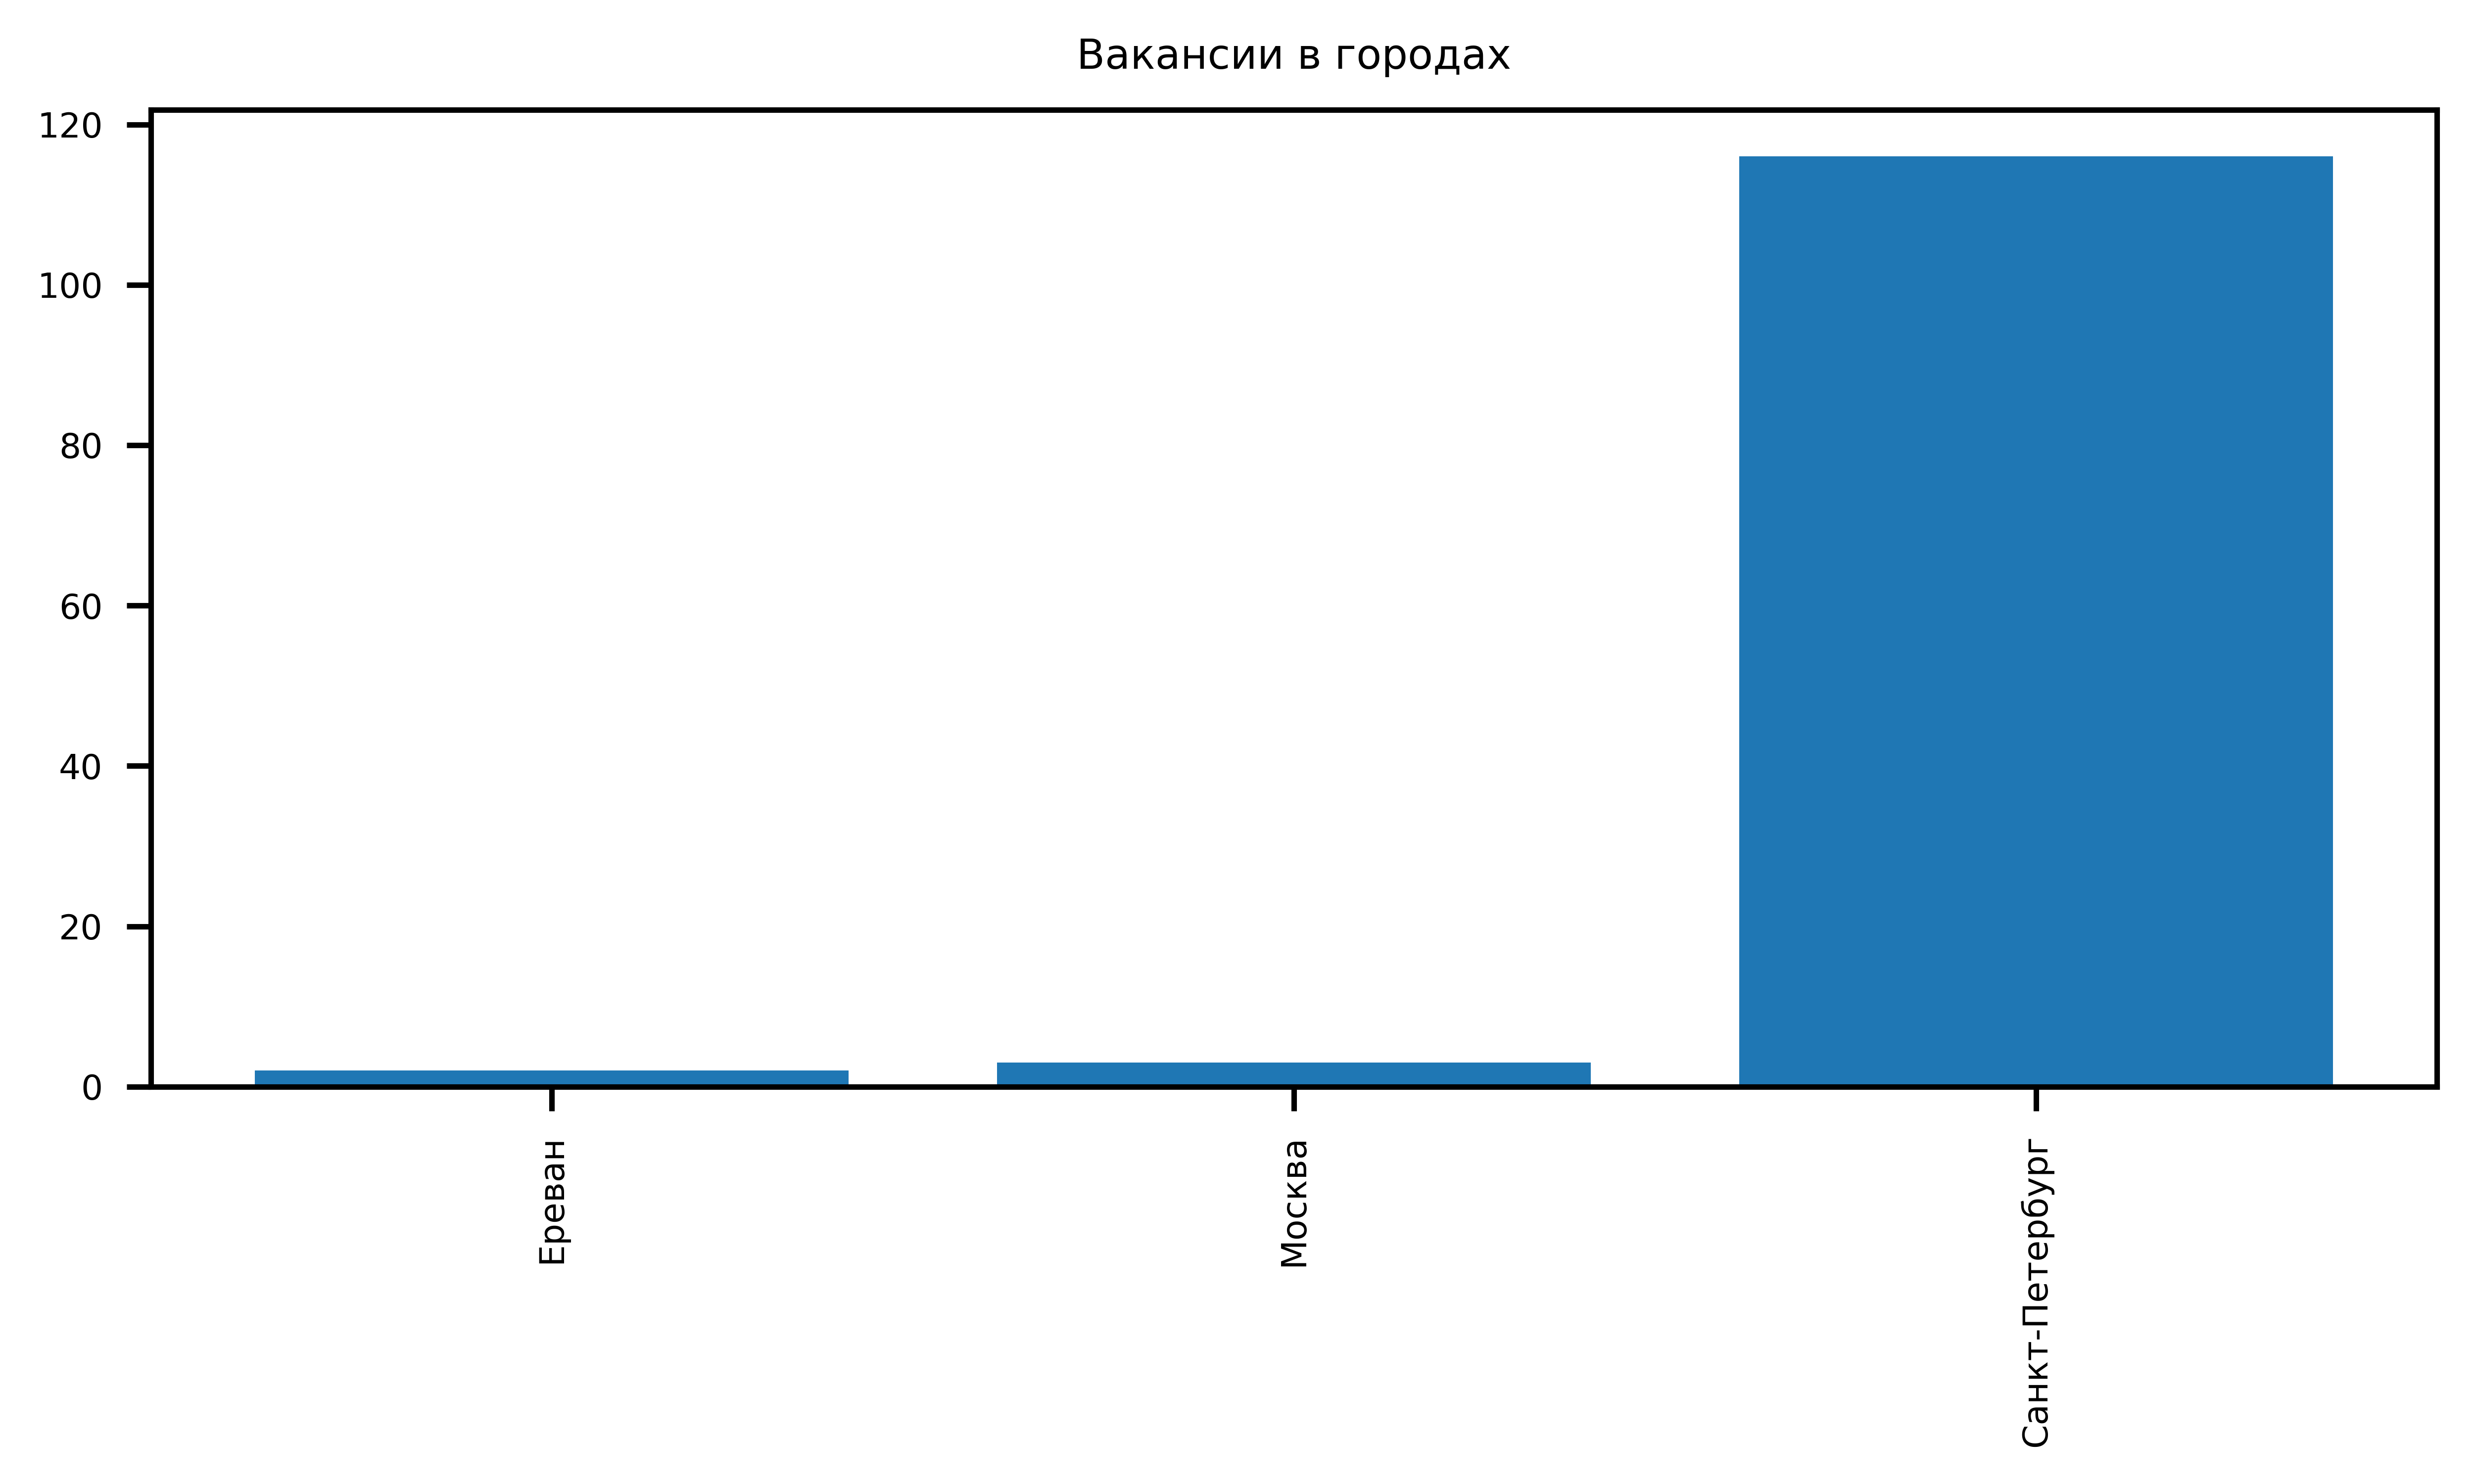 Вакансии в городах
120
100
80
60
40
20
0
Ереван
Москва
Санкт-Петербург